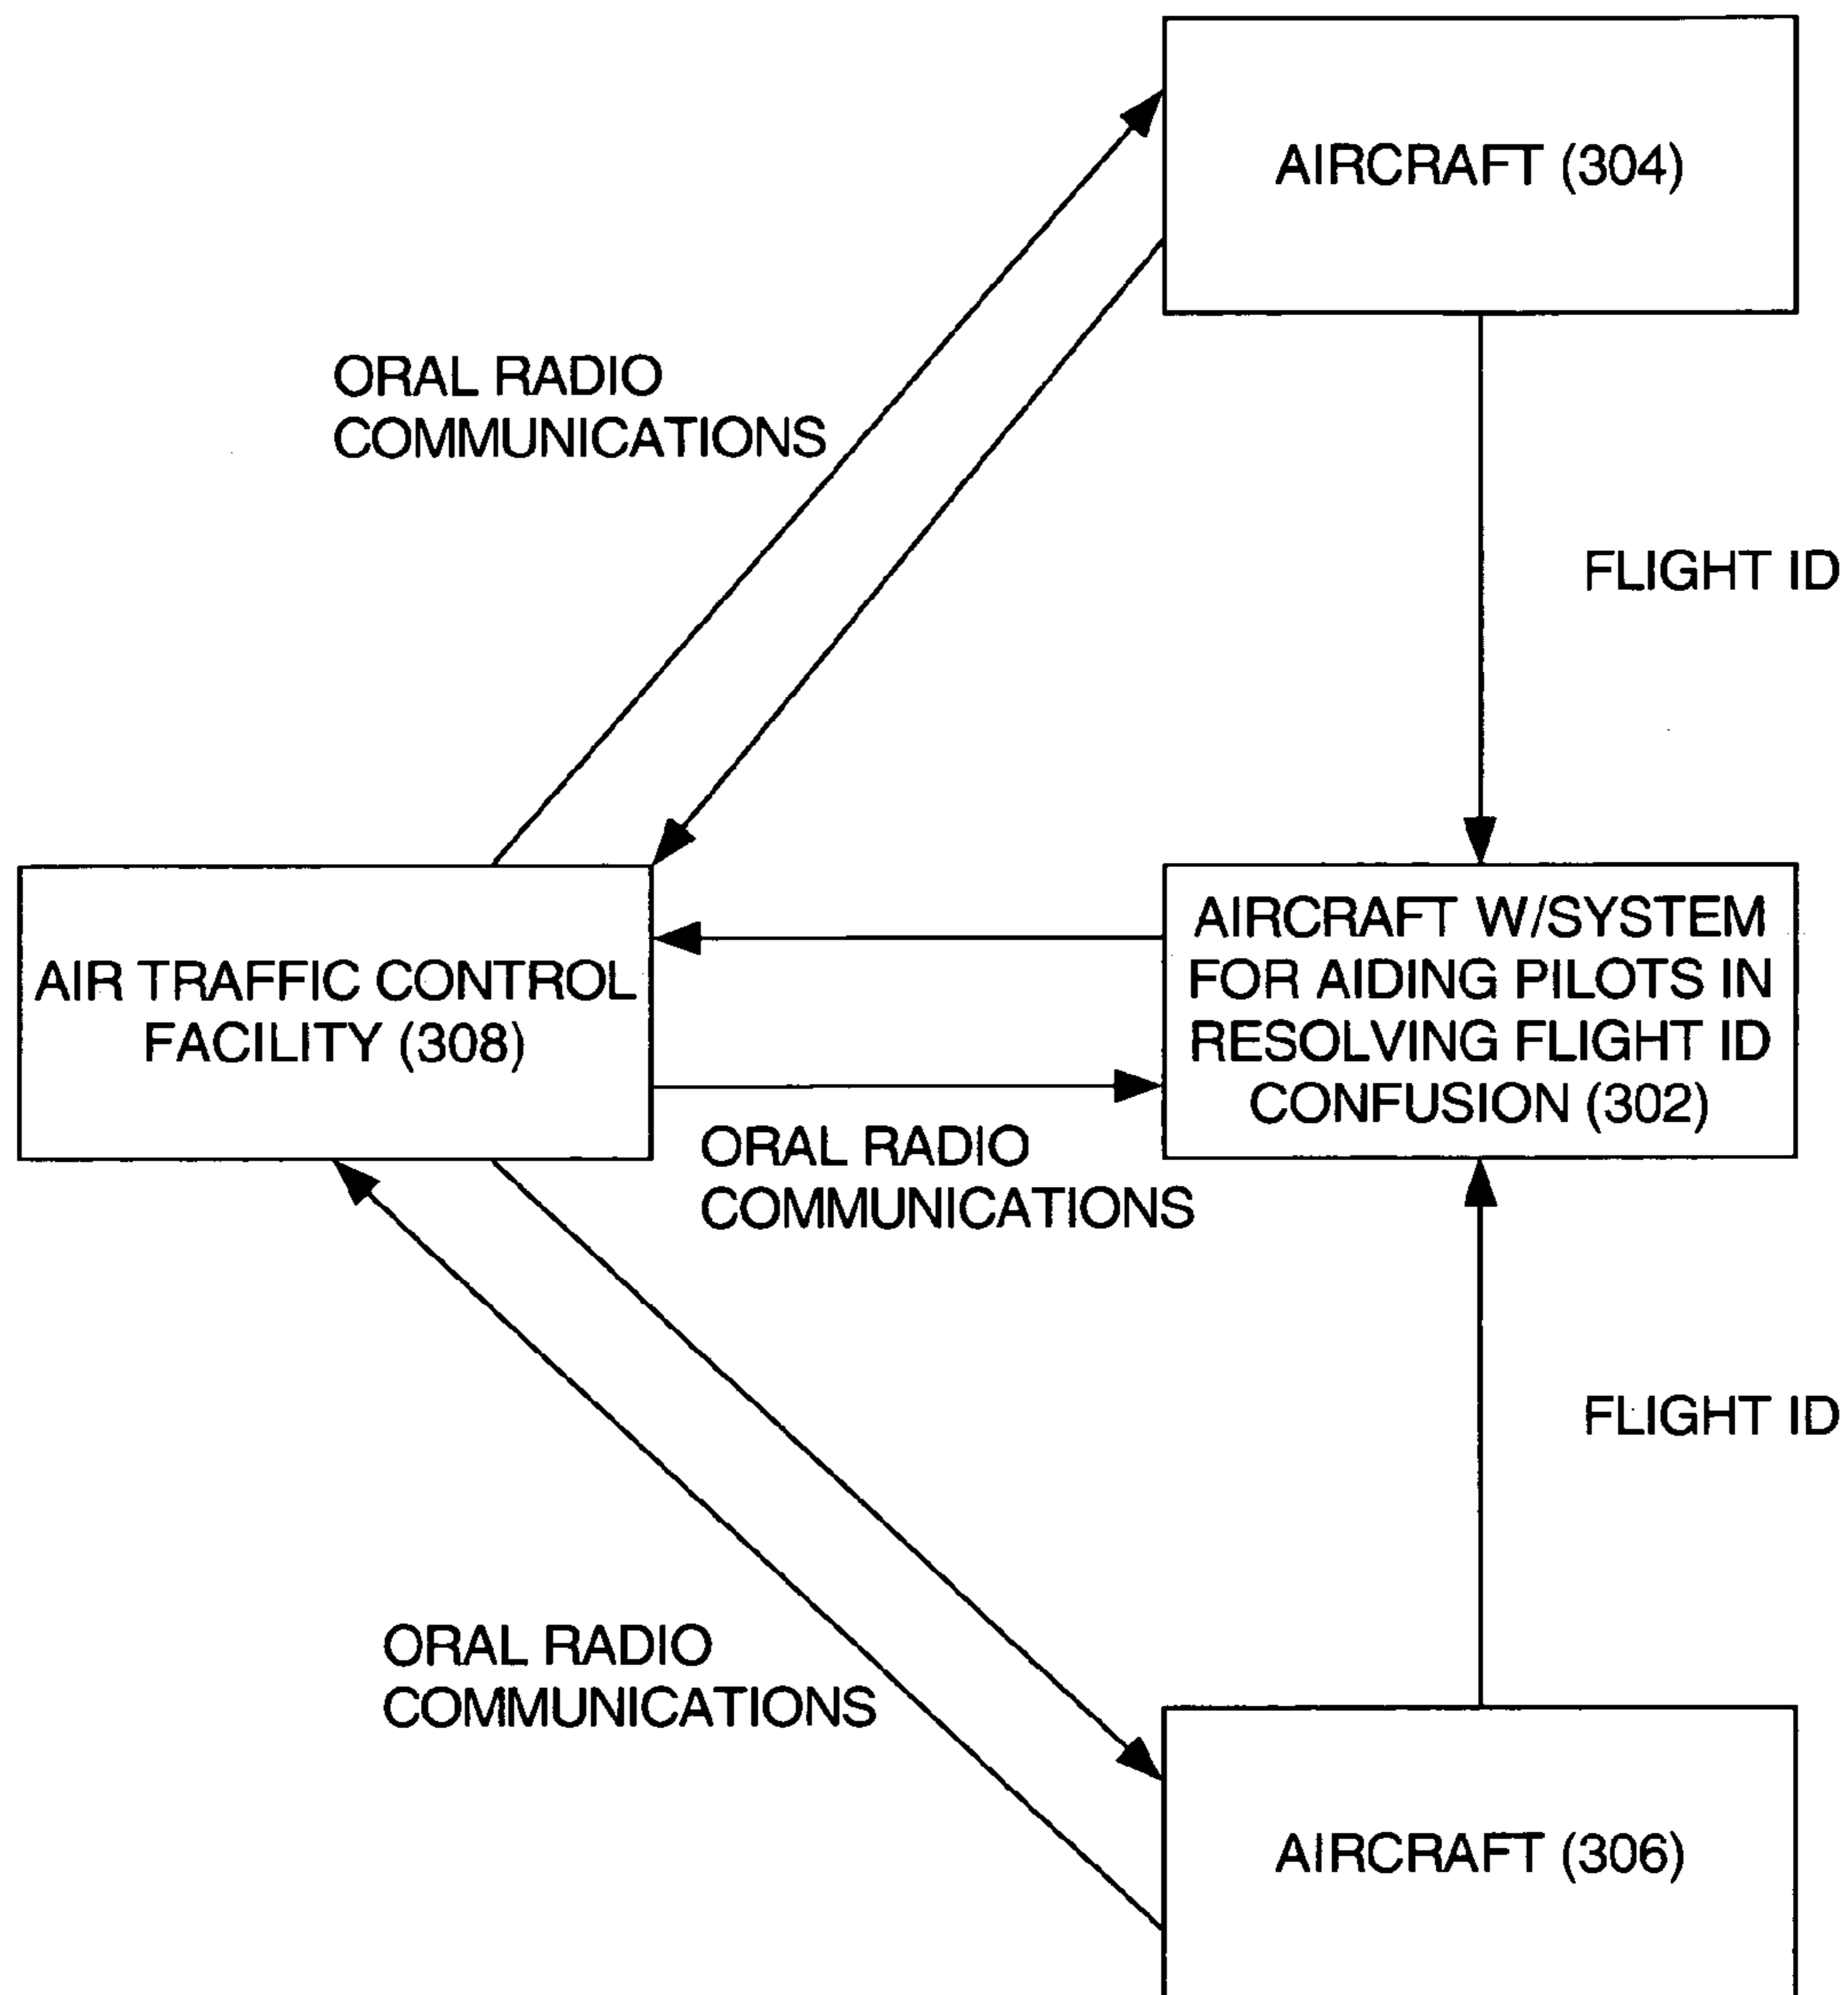 AIRCRAFT (304)
ORAL RADIO
COMMUNICATIONS
FLIGHT ID
AIR TRAFFIC CONTROL
FACILITY (308)
AIRCRAFT W/SYSTEM
FOR AIDING PILOTS IN
RESOLVING FLIGHT ID
CONFUSION (302)
ORAL RADIO
COMMUNICATIONS
FLIGHT ID
ORAL RADIO
COMMUNICATIONS
AIRCRAFT (306)